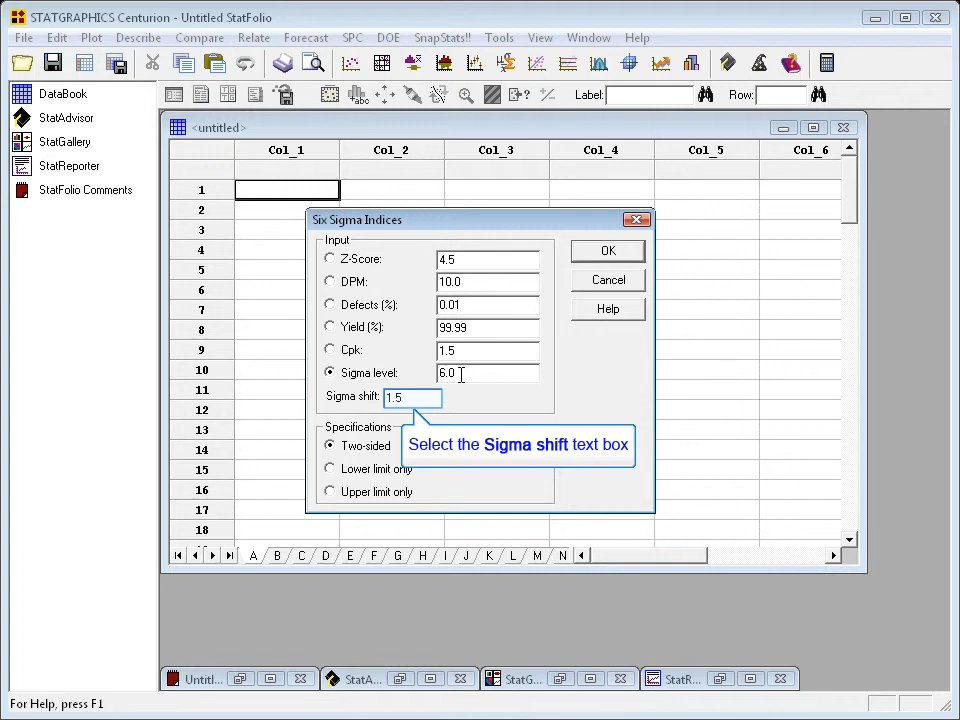 STATGRAPHICS Centurion - Untitled StatFolio
File Edit Plot Describe Compare Relate Forecast SPC DOE SnapStats!! Tools View Window Help
Label: Row:
DataBook
StatAdvisor
StatGallery
StatReporter
StatFolio Comments
<untitled>
Col_1 Col_2 Col_3 Col_4 Col_5 Col_6
1
2
3
4
5
6
7
8
9
10
11
12
13
14
15
16
17
18
Six Sigma Indices
Input
Z-Score: 4.5
DPM: 10.0
Defects (%): 0.01
Yield (%): 99.99
Cpk: 1.5
Sigma level: 6.0
Sigma shift: 1.5
OK
Cancel
Help
Specifications
Two-sided
Lower limit only
Upper limit only
Select the Sigma shift text box
A B C D E F G H I J K L M N
Untitl... StatA... StatG... StatR...
For Help, press F1